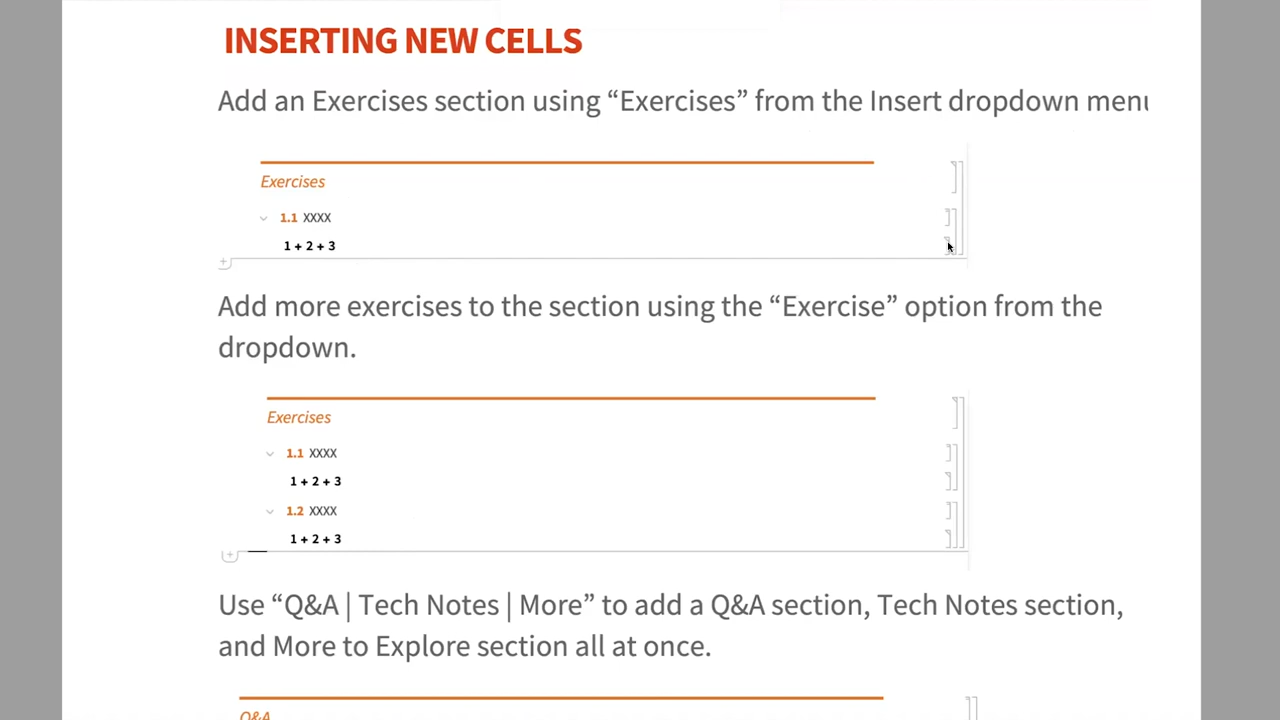 INSERTING NEW CELLS
Add an Exercises section using “Exercises” from the Insert dropdown menu
Exercises
1.1 XXXX
1 + 2 + 3
Add more exercises to the section using the “Exercise” option from the
dropdown.
Exercises
1.1 XXXX
1 + 2 + 3
1.2 XXXX
1 + 2 + 3
Use “Q&A | Tech Notes | More” to add a Q&A section, Tech Notes section,
and More to Explore section all at once.
Q&A